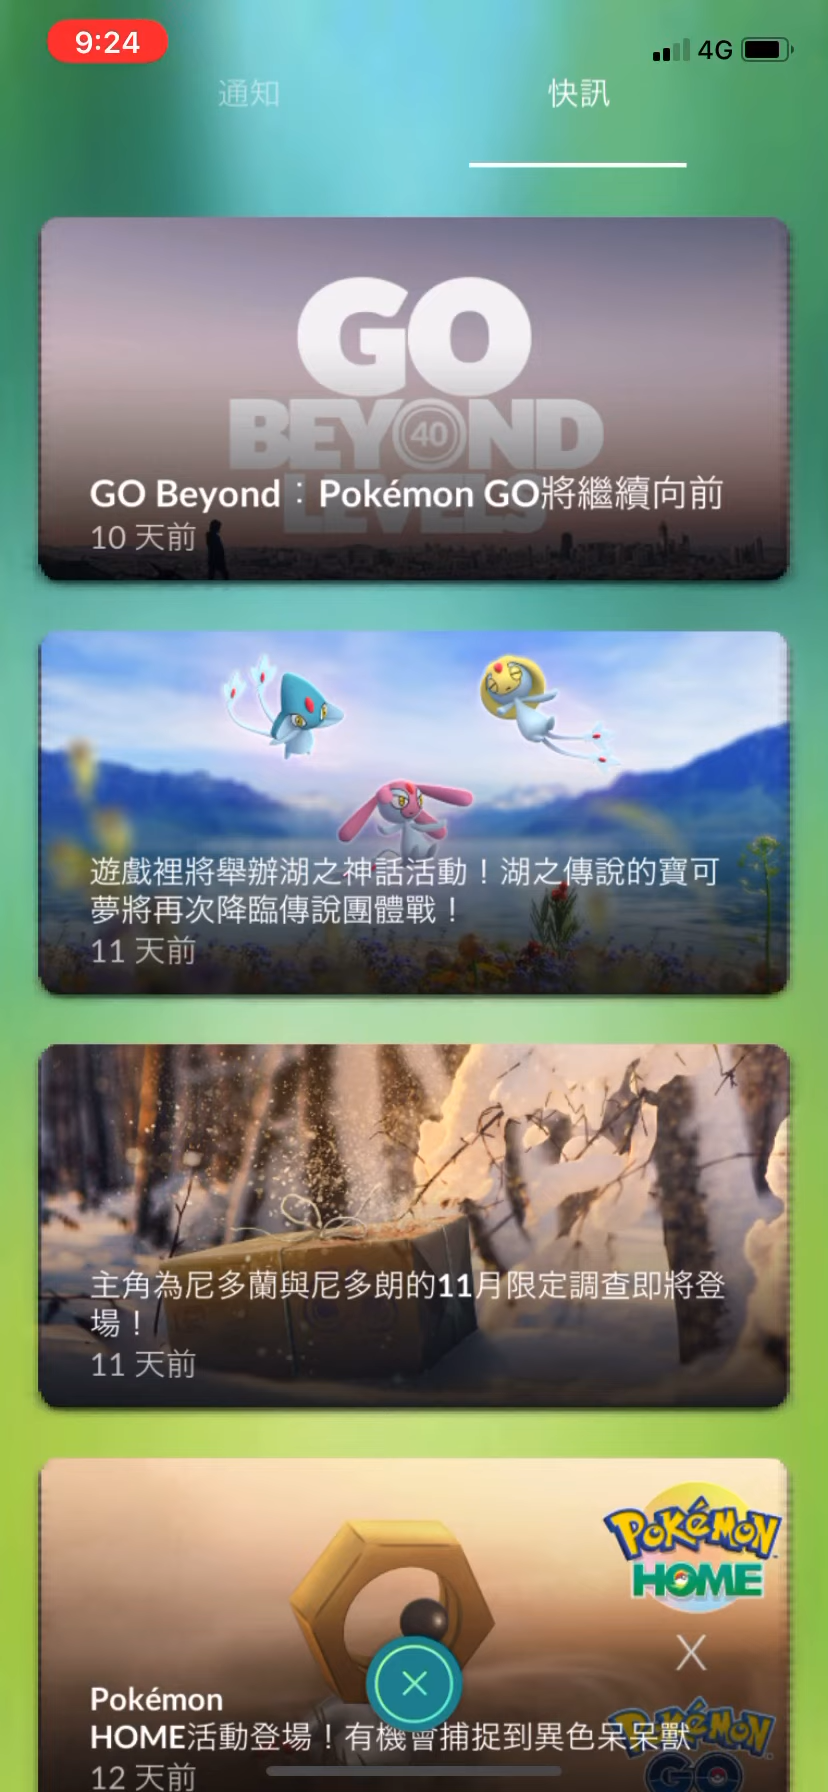 9:24
4G
通知
快訊
GO
BEYOND
40
LEVELS
GO Beyond：Pokémon GO將繼續向前
10 天前
遊戲裡將舉辦湖之神話活動！湖之傳說的寶可
夢將再次降臨傳說團體戰！
11 天前
主角為尼多蘭與尼多朗的11月限定調查即將登
場！
11 天前
POKéMON
HOME
X
POKéMON
GO
Pokémon
HOME活動登場！有機會捕捉到異色呆呆獸
12 天前